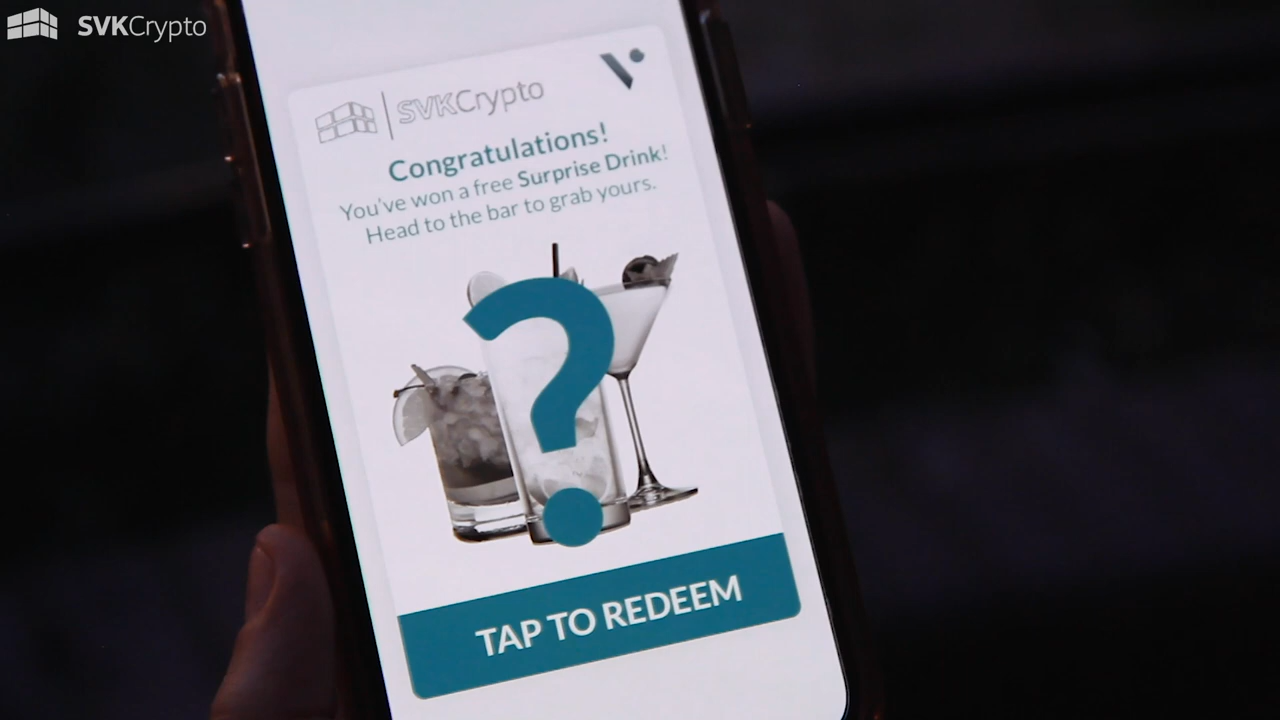 SVKCrypto
SVKCrypto
Congratulations!
You've won a free Surprise Drink!
Head to the bar to grab yours.
?
TAP TO REDEEM